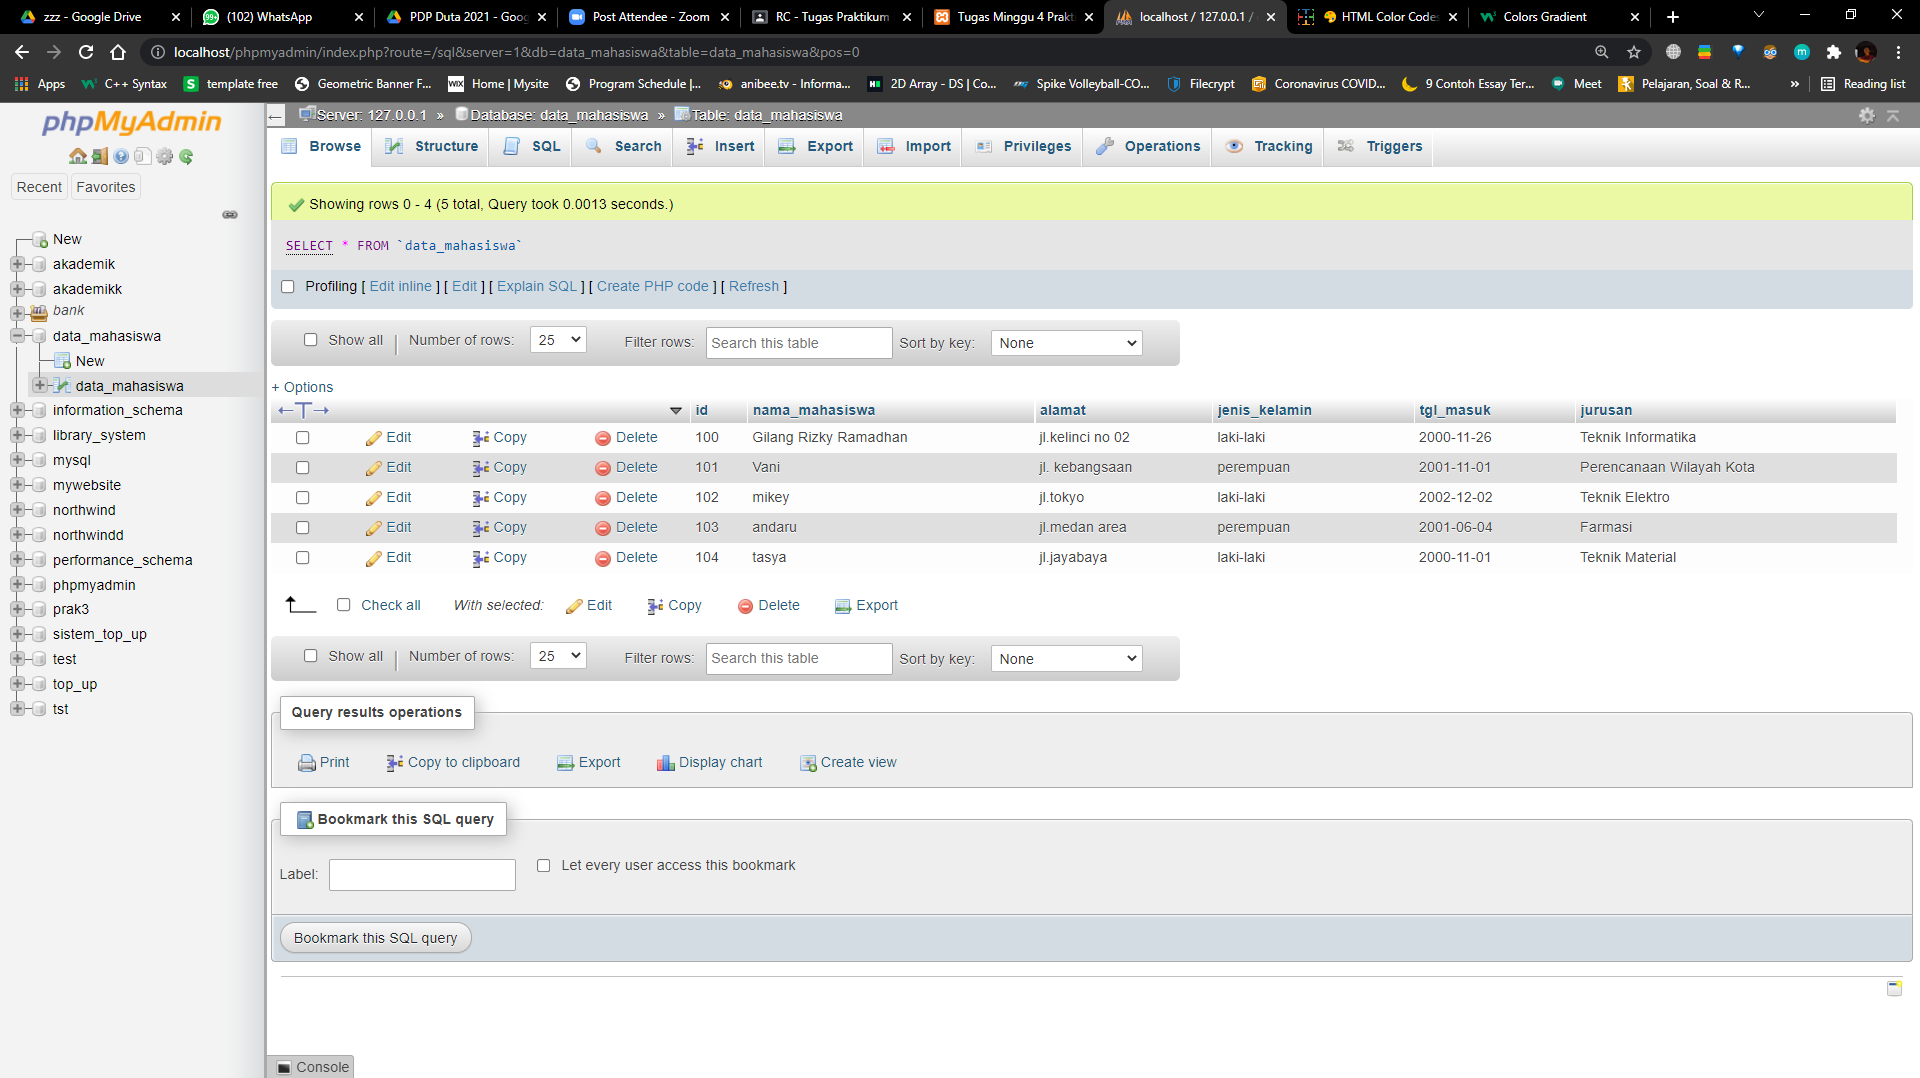 zzz - Google Drive
(102) WhatsApp
PDP Duta 2021 - Goog
Post Attendee - Zoom
RC - Tugas Praktikum
Tugas Minggu 4 Prakt
localhost / 127.0.0.1 /
HTML Color Codes
Colors Gradient
localhost/phpmyadmin/index.php?route=/sql&server=1&db=data_mahasiswa&table=data_mahasiswa&pos=0
Apps
C++ Syntax
template free
Geometric Banner F...
Home | Mysite
Program Schedule |...
anibee.tv - Informa...
2D Array - DS | Co...
Spike Volleyball-CO...
Filecrypt
Coronavirus COVID...
9 Contoh Essay Ter...
Meet
Pelajaran, Soal & R...
»
Reading list
phpMyAdmin
Recent Favorites
New
akademik
akademikk
bank
data_mahasiswa
New
data_mahasiswa
information_schema
library_system
mysql
mywebsite
northwind
northwindd
performance_schema
phpmyadmin
prak3
sistem_top_up
test
top_up
tst
Server: 127.0.0.1 » Database: data_mahasiswa » Table: data_mahasiswa
Browse Structure SQL Search Insert Export Import Privileges Operations Tracking Triggers
Showing rows 0 - 4 (5 total, Query took 0.0013 seconds.)
SELECT * FROM `data_mahasiswa`
Profiling [ Edit inline ] [ Edit ] [ Explain SQL ] [ Create PHP code ] [ Refresh ]
Show all | Number of rows: 25 Filter rows: Search this table Sort by key: None
+ Options
←T→ id nama_mahasiswa alamat jenis_kelamin tgl_masuk jurusan
Edit Copy Delete 100 Gilang Rizky Ramadhan jl.kelinci no 02 laki-laki 2000-11-26 Teknik Informatika
Edit Copy Delete 101 Vani jl. kebangsaan perempuan 2001-11-01 Perencanaan Wilayah Kota
Edit Copy Delete 102 mikey jl.tokyo laki-laki 2002-12-02 Teknik Elektro
Edit Copy Delete 103 andaru jl.medan area perempuan 2001-06-04 Farmasi
Edit Copy Delete 104 tasya jl.jayabaya laki-laki 2000-11-01 Teknik Material
Check all With selected: Edit Copy Delete Export
Show all | Number of rows: 25 Filter rows: Search this table Sort by key: None
Query results operations
Print Copy to clipboard Export Display chart Create view
Bookmark this SQL query
Label: Let every user access this bookmark
Bookmark this SQL query
Console